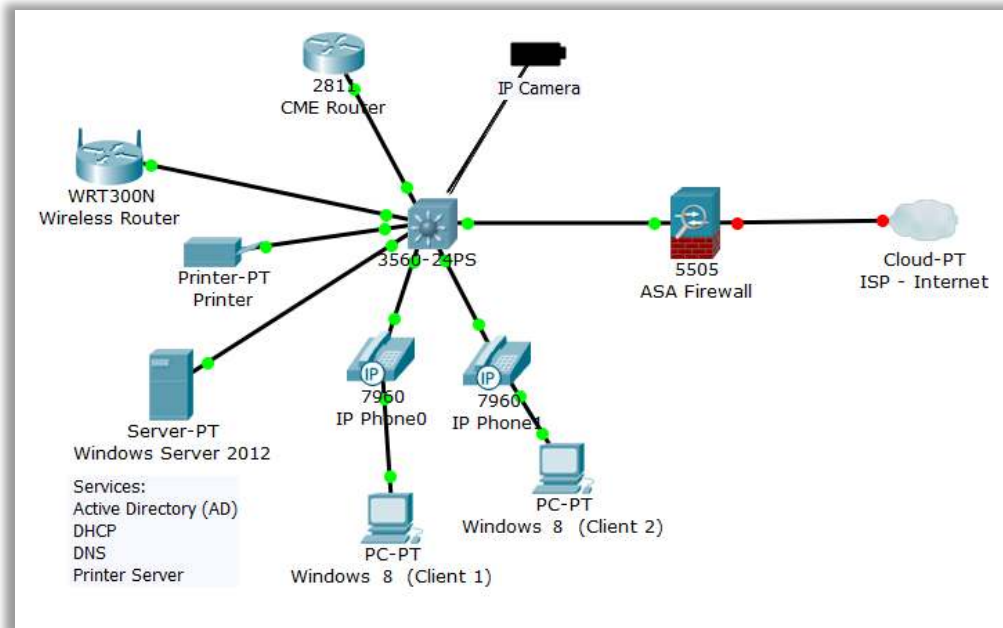 2811
CME Router
IP Camera
WRT300N
Wireless Router
3560-24PS
Printer-PT
Printer
5505
ASA Firewall
Cloud-PT
ISP - Internet
IP
7960
IP Phone0
IP
7960
IP Phone1
Server-PT
Windows Server 2012
Services:
Active Directory (AD)
DHCP
DNS
Printer Server
PC-PT
Windows 8 (Client 2)
PC-PT
Windows 8 (Client 1)